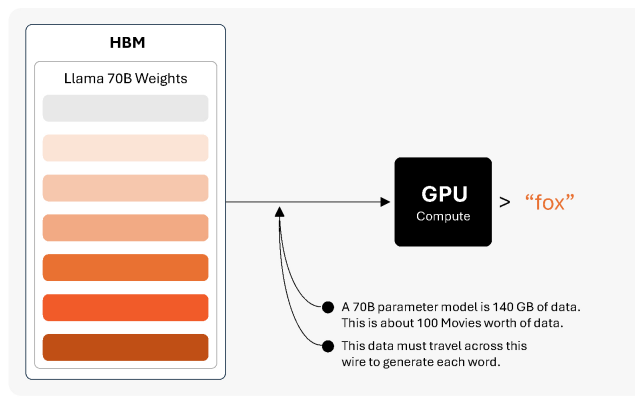 HBM
Llama 70B Weights
GPU
Compute
> “fox”
A 70B parameter model is 140 GB of data.
This is about 100 Movies worth of data.
This data must travel across this
wire to generate each word.